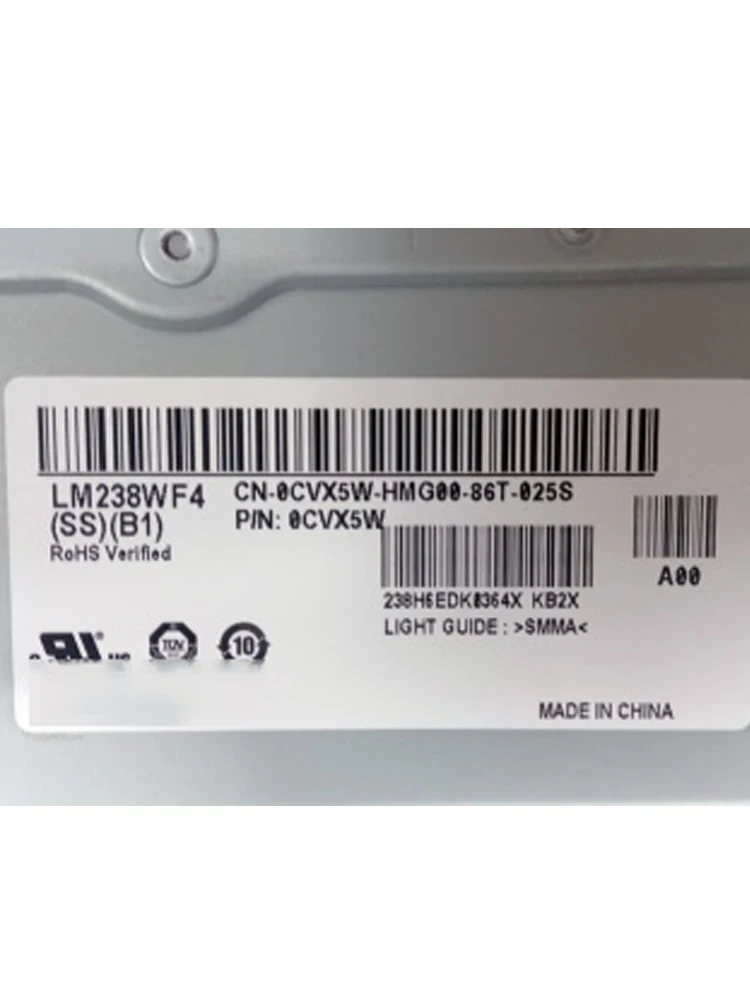 LM238WF4
(SS)(B1)
RoHS Verified
CN-0CVX5W-HMG00-86T-025S
P/N: 0CVX5W
238H6EDK0364X KB2X
LIGHT GUIDE : >SMMA<
A00
TUV
10
MADE IN CHINA